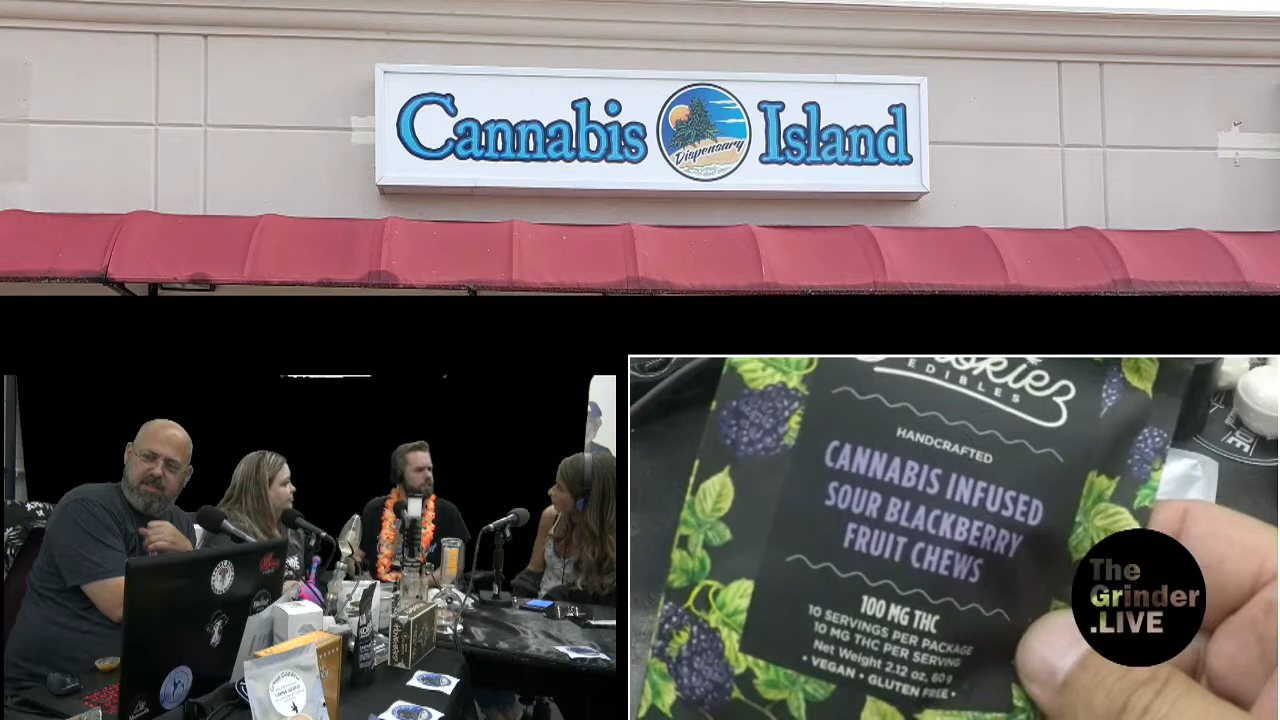 Cannabis Island
Dispensary
EDIBLES
HANDCRAFTED
CANNABIS INFUSED
SOUR BLACKBERRY
FRUIT CHEWS
100 MG THC
10 SERVINGS PER PACKAGE
10 MG THC PER SERVING
Net Weight 2.12 oz, 60g
• VEGAN • GLUTEN FREE •
The
Grinder
.LIVE